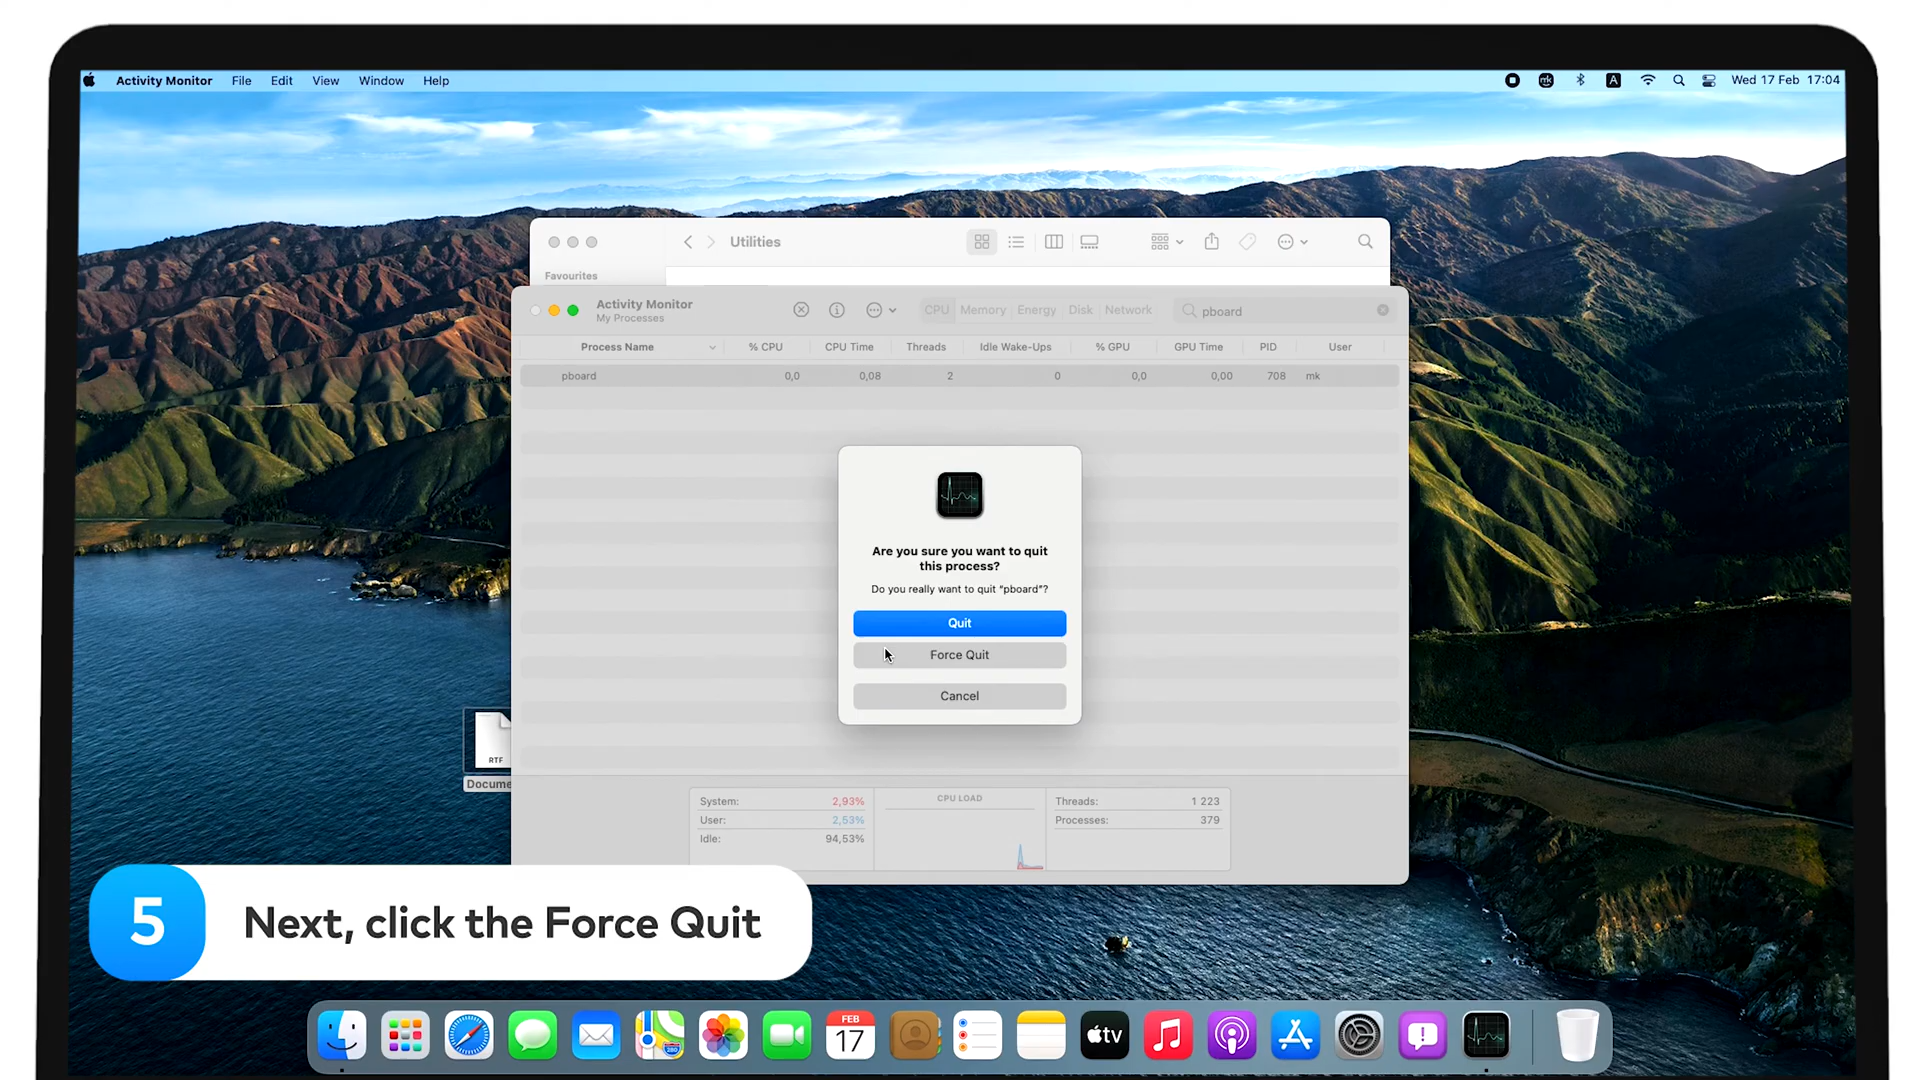 Activity Monitor File Edit View Window Help
A Wed 17 Feb 17:04
Utilities
Favourites
Activity Monitor
My Processes
CPU Memory Energy Disk Network
pboard
Process Name % CPU CPU Time Threads Idle Wake-Ups % GPU GPU Time PID User
pboard 0,0 0,08 2 0 0,0 0,00 708 mk
Are you sure you want to quit
this process?
Do you really want to quit “pboard”?
Quit
Force Quit
Cancel
RTF
Docume
System: 2,93%
User: 2,53%
Idle: 94,53%
CPU LOAD
Threads: 1 223
Processes: 379
5
Next, click the Force Quit
FEB
17
tv